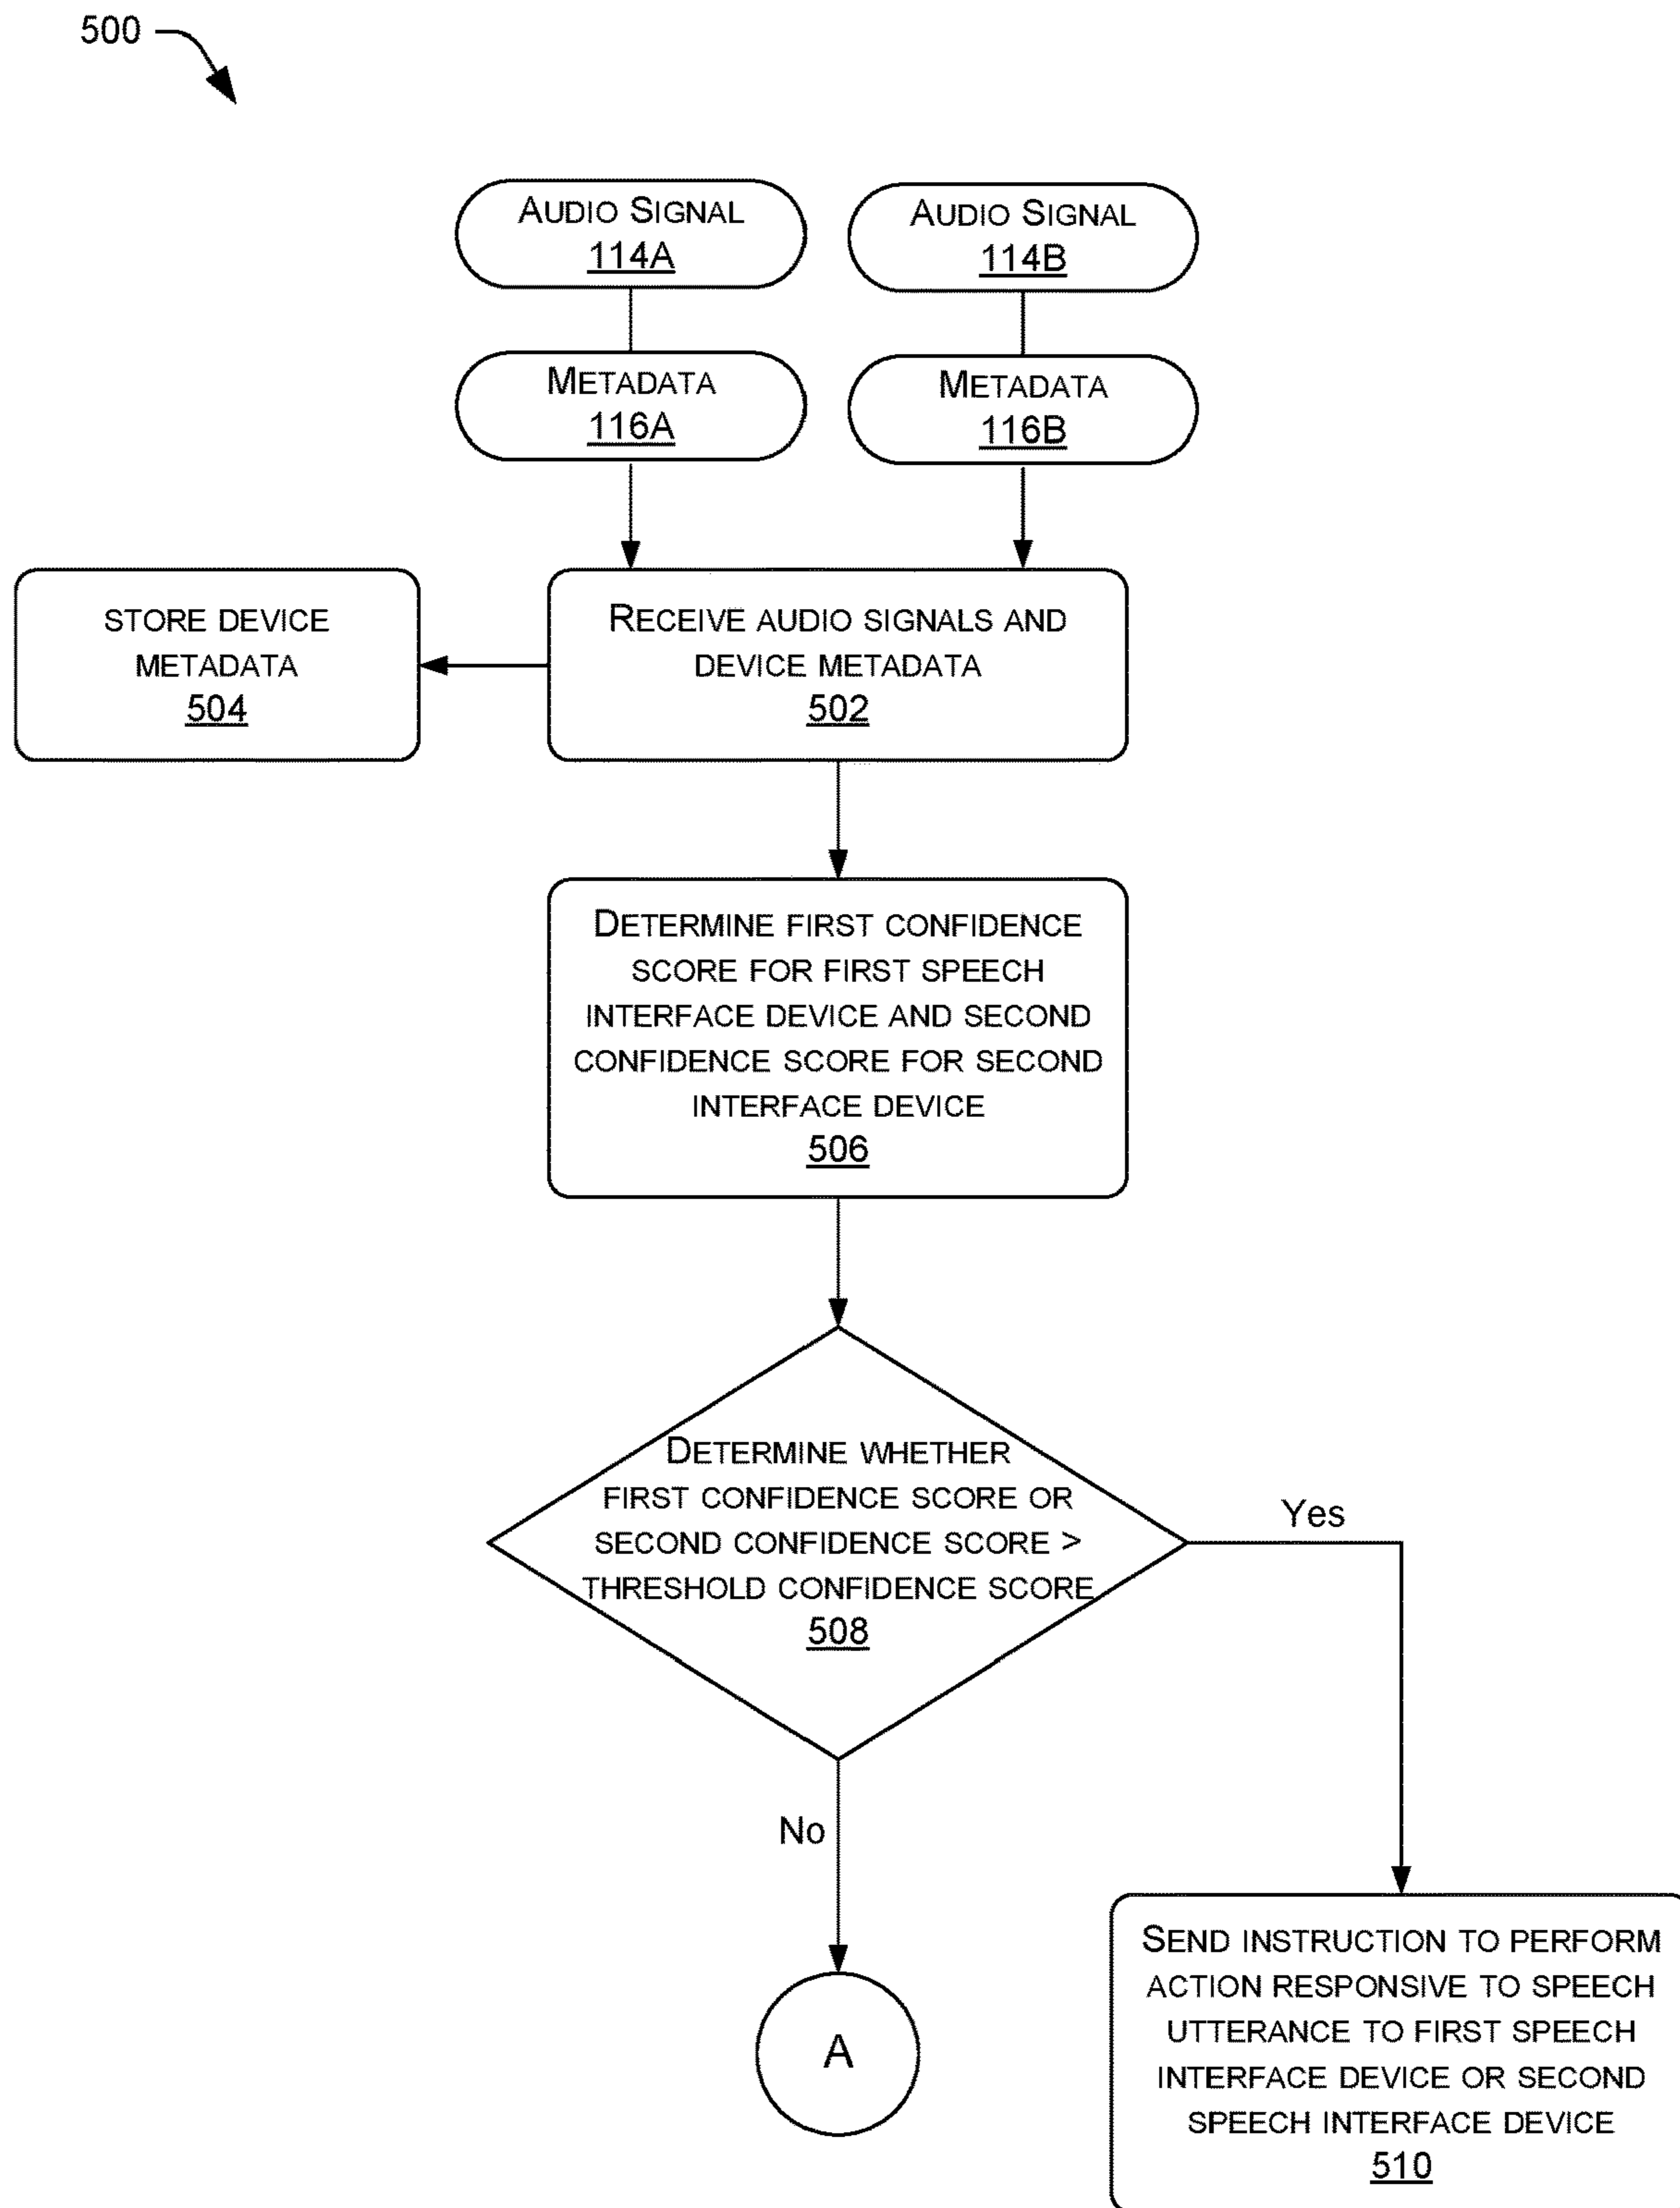 500
AUDIO SIGNAL
114A
AUDIO SIGNAL
114B
METADATA
116A
METADATA
116B
STORE DEVICE
METADATA
504
RECEIVE AUDIO SIGNALS AND
DEVICE METADATA
502
DETERMINE FIRST CONFIDENCE
SCORE FOR FIRST SPEECH
INTERFACE DEVICE AND SECOND
CONFIDENCE SCORE FOR SECOND
INTERFACE DEVICE
506
DETERMINE WHETHER
FIRST CONFIDENCE SCORE OR
SECOND CONFIDENCE SCORE >
THRESHOLD CONFIDENCE SCORE
508
Yes
No
A
SEND INSTRUCTION TO PERFORM
ACTION RESPONSIVE TO SPEECH
UTTERANCE TO FIRST SPEECH
INTERFACE DEVICE OR SECOND
SPEECH INTERFACE DEVICE
510